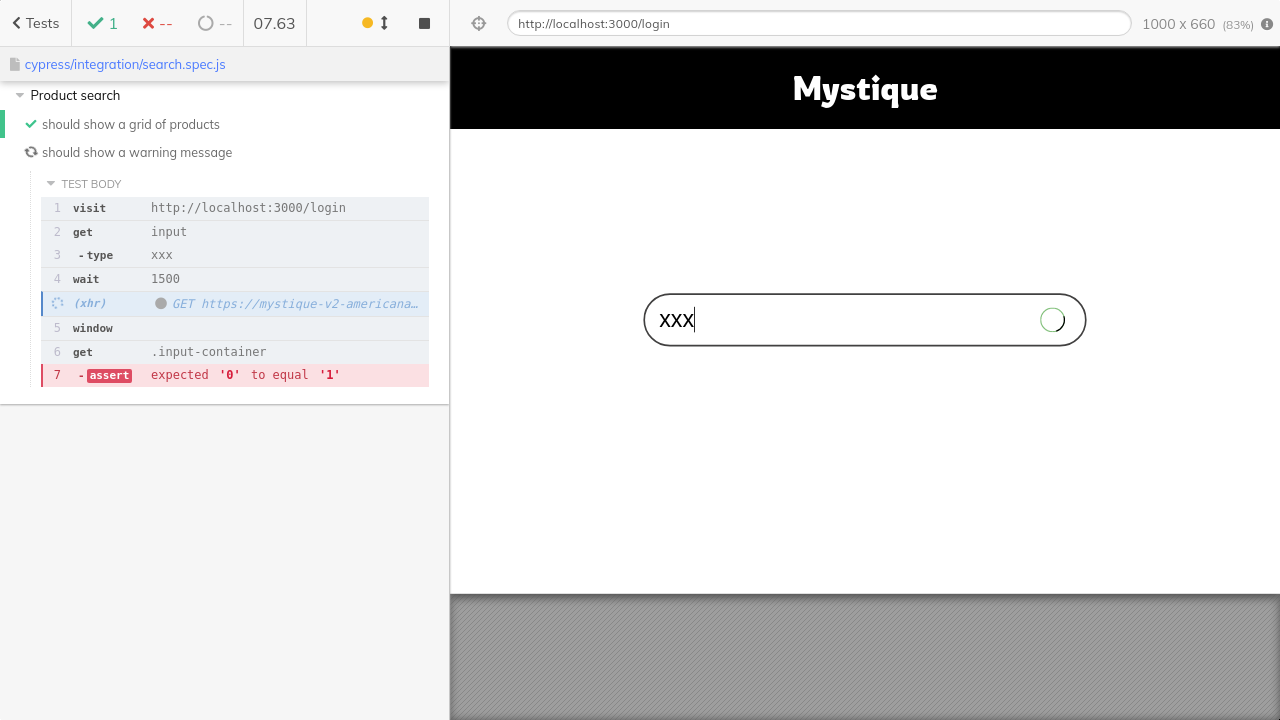 Tests 1 -- -- 07.63
http://localhost:3000/login 1000 x 660 (83%)
cypress/integration/search.spec.js
Product search
should show a grid of products
should show a warning message
TEST BODY
1 visit http://localhost:3000/login
2 get input
3 -type xxx
4 wait 1500
(xhr) GET https://mystique-v2-americana…
5 window
6 get .input-container
7 -assert expected '0' to equal '1'
Mystique
xxx